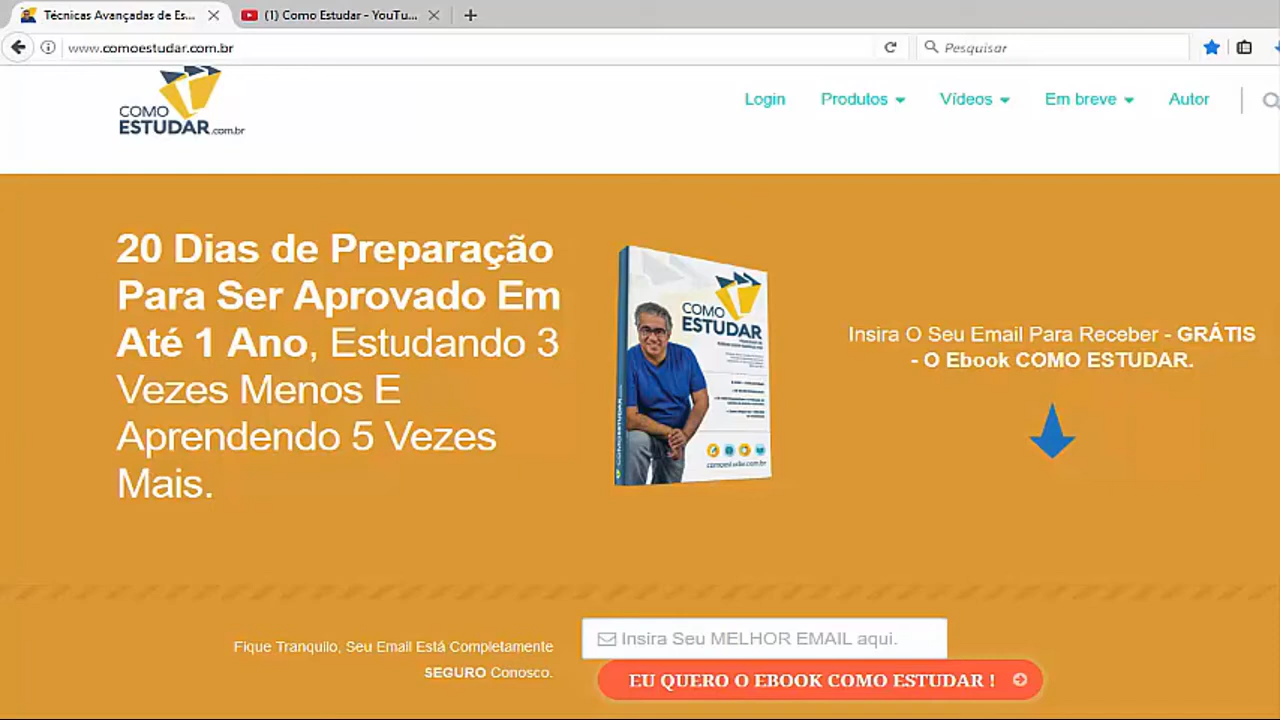 Técnicas Avançadas de Es...
(1) Como Estudar - YouTu...
www.comoestudar.com.br
Pesquisar
COMO
ESTUDAR.com.br
Login
Produtos
Vídeos
Em breve
Autor
20 Dias de Preparação
Para Ser Aprovado Em
Até 1 Ano, Estudando 3
Vezes Menos E
Aprendendo 5 Vezes
Mais.
COMO
ESTUDAR
comoestudar.com.br
Insira O Seu Email Para Receber - GRÁTIS
- O Ebook COMO ESTUDAR.
Fique Tranquilo, Seu Email Está Completamente
SEGURO Conosco.
Insira Seu MELHOR EMAIL aqui.
EU QUERO O EBOOK COMO ESTUDAR !